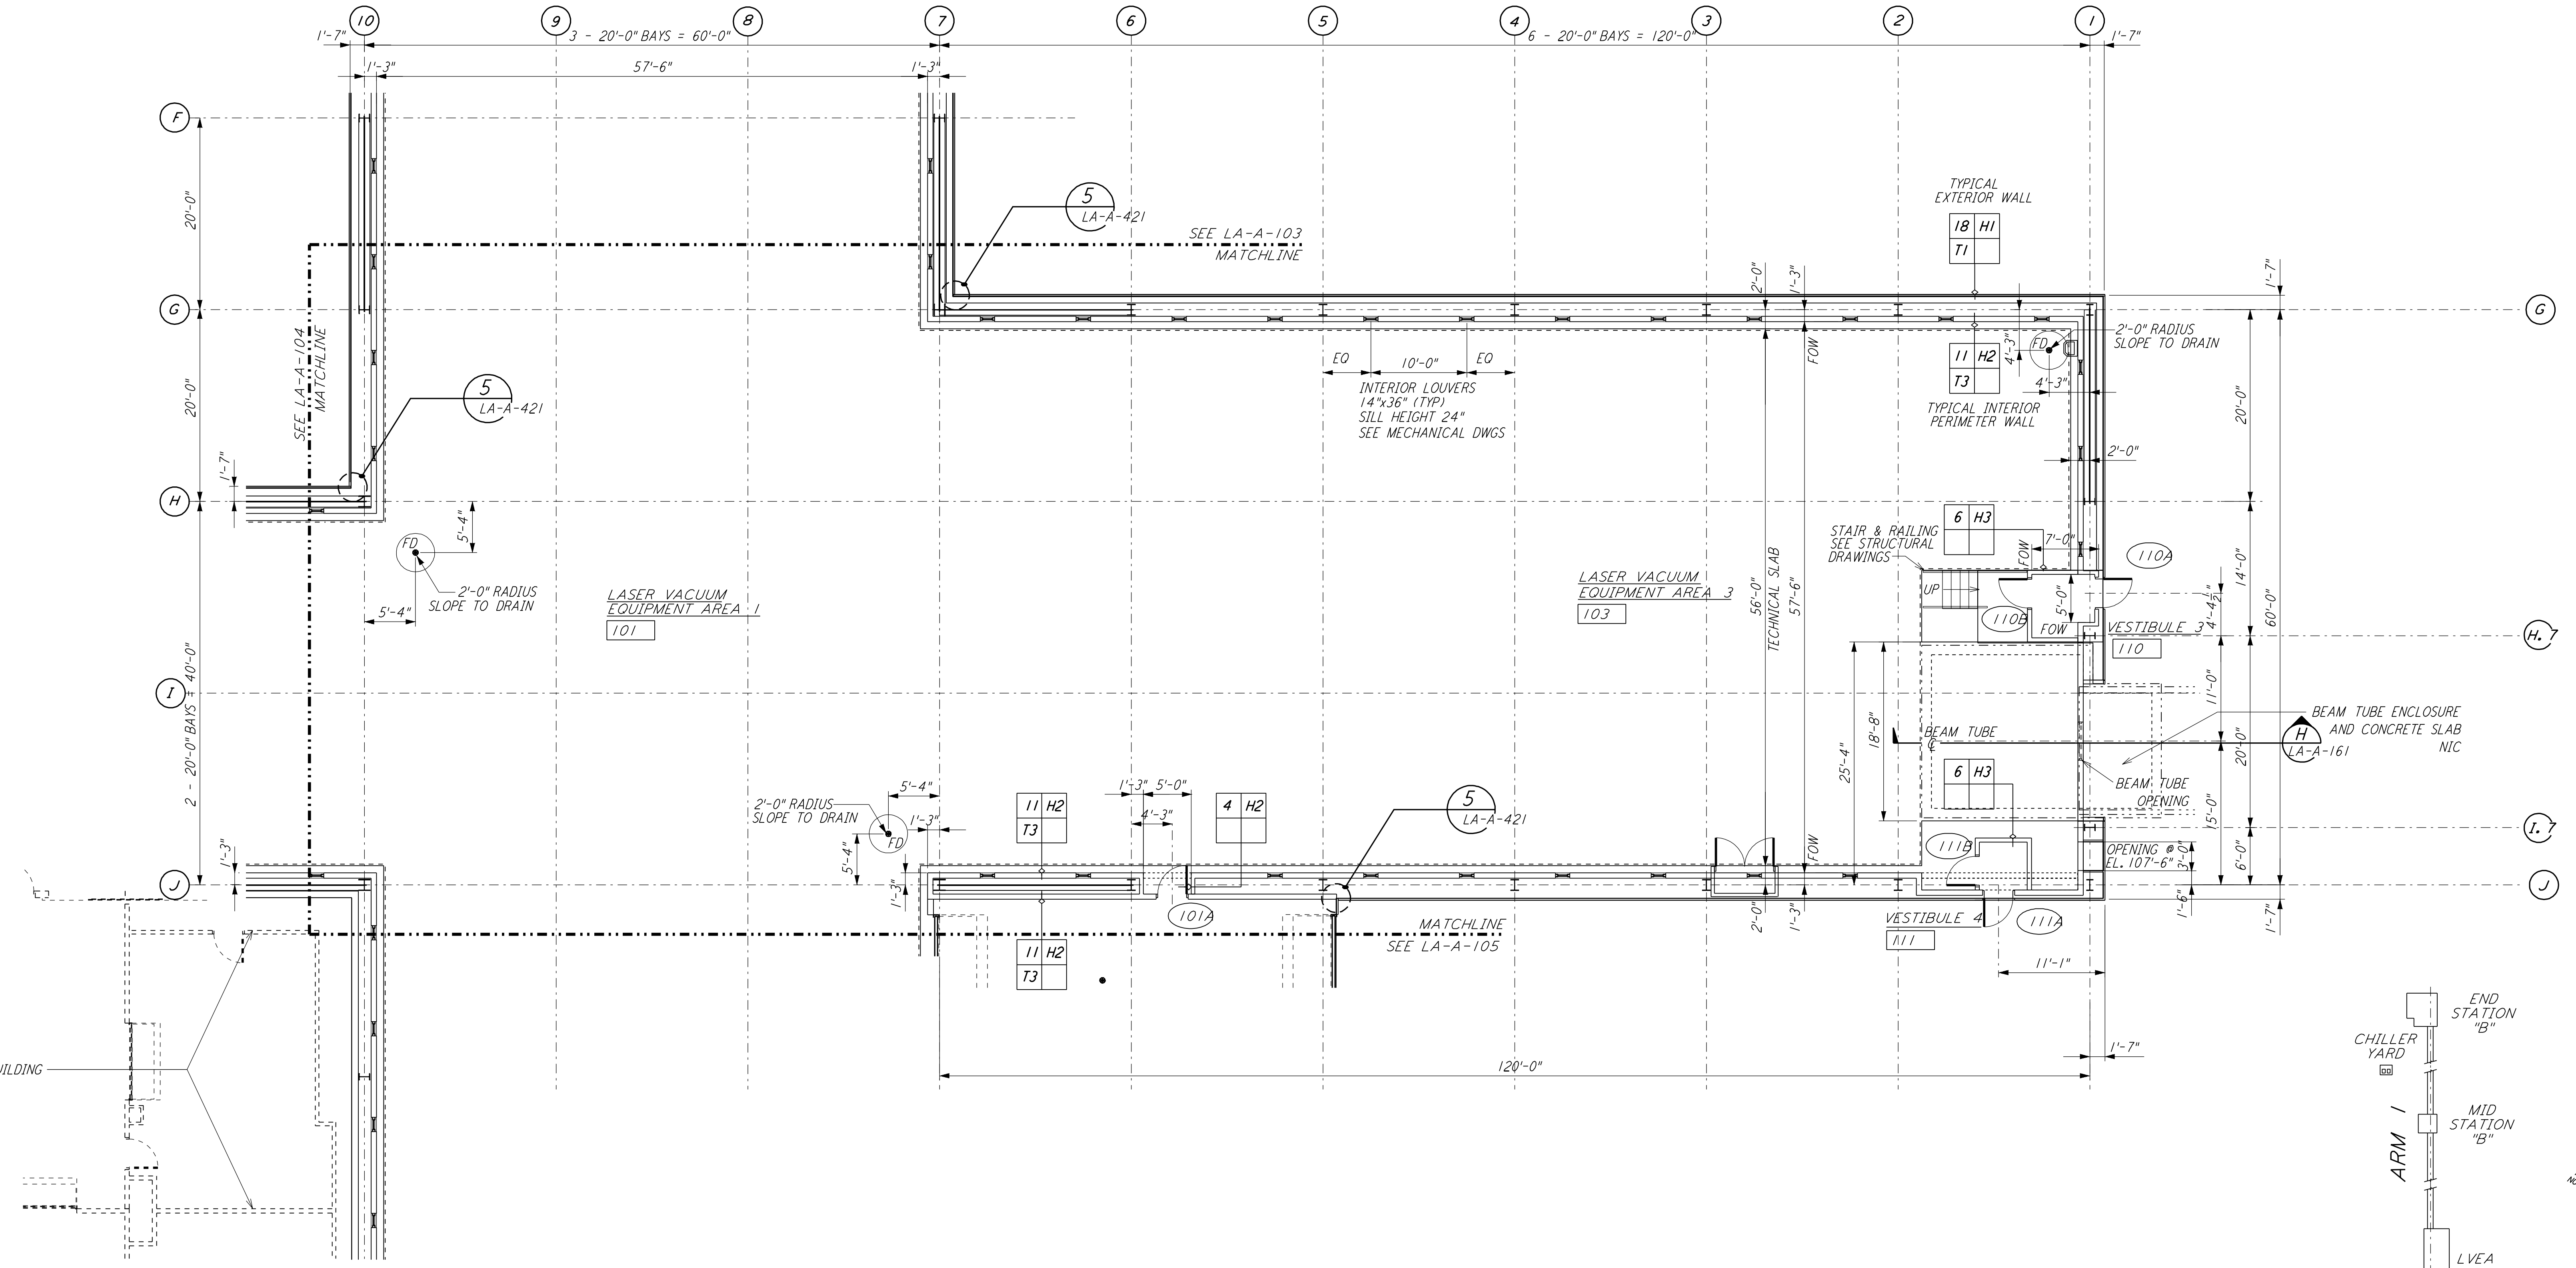 10
9
8
7
6
5
4
3
2
1
1'-7"
3 - 20'-0" BAYS = 60'-0"
6 - 20'-0" BAYS = 120'-0"
1'-7"
1'-3"
57'-6"
1'-3"
F
20'-0"
5
LA-A-421
TYPICAL
EXTERIOR WALL
18 H1
T1
SEE LA-A-103
MATCHLINE
2'-0"
1'-3"
1'-7"
G
G
SEE LA-A-104
MATCHLINE
20'-0"
5
LA-A-421
EQ
10'-0"
EQ
INTERIOR LOUVERS
14"x36" (TYP)
SILL HEIGHT 24"
SEE MECHANICAL DWGS
FOW
11 H2
T3
TYPICAL INTERIOR
PERIMETER WALL
4'-3"
FD
2'-0" RADIUS
SLOPE TO DRAIN
4'-3"
20'-0"
2'-0"
1'-7"
H
5'-4"
FD
2'-0" RADIUS
SLOPE TO DRAIN
5'-4"
LASER VACUUM
EQUIPMENT AREA 1
101
LASER VACUUM
EQUIPMENT AREA 3
103
56'-0"
TECHNICAL SLAB
57'-6"
6 H3
STAIR & RAILING
SEE STRUCTURAL
DRAWINGS
FOW
7'-0"
110A
UP
5'-0"
110B
FOW
VESTIBULE 3
110
4'-4 1/2"
14'-0"
60'-0"
H.7
2 - 20'-0" BAYS = 40'-0"
I
25'-4"
18'-8"
11'-0"
BEAM TUBE
℄
BEAM TUBE ENCLOSURE
AND CONCRETE SLAB
NIC
H
LA-A-161
20'-0"
BEAM TUBE
OPENING
6 H3
15'-0"
I.7
5'-4"
2'-0" RADIUS
SLOPE TO DRAIN
FD
1'-3"
5'-4"
11 H2
T3
1'-3"
5'-0"
4'-3"
4 H2
5
LA-A-421
FOW
111B
OPENING @
EL. 107'-6"
3'-0"
6'-0"
1'-3"
J
1'-3"
101A
2'-0"
1'-3"
VESTIBULE 4
111
111A
1'-6"
1'-7"
J
MATCHLINE
SEE LA-A-105
11 H2
T3
11'-1"
1'-7"
120'-0"
UILDING
END
STATION
"B"
CHILLER
YARD
MID
STATION
"B"
ARM 1
LVEA